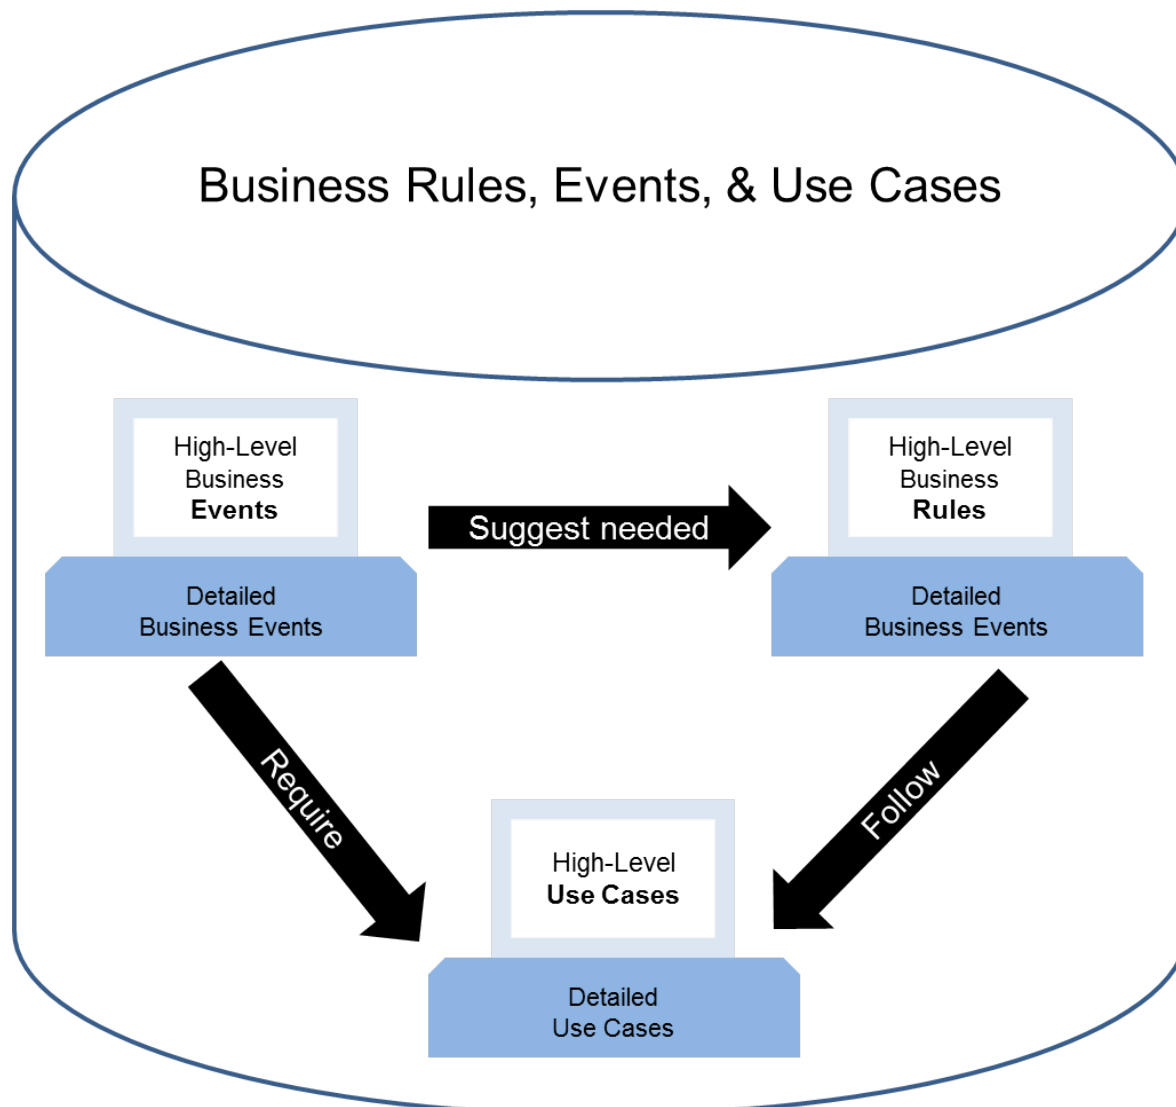 Business Rules, Events, & Use Cases
High-Level
Business
Events
Detailed
Business Events
Suggest needed
High-Level
Business
Rules
Detailed
Business Events
Require
Follow
High-Level
Use Cases
Detailed
Use Cases